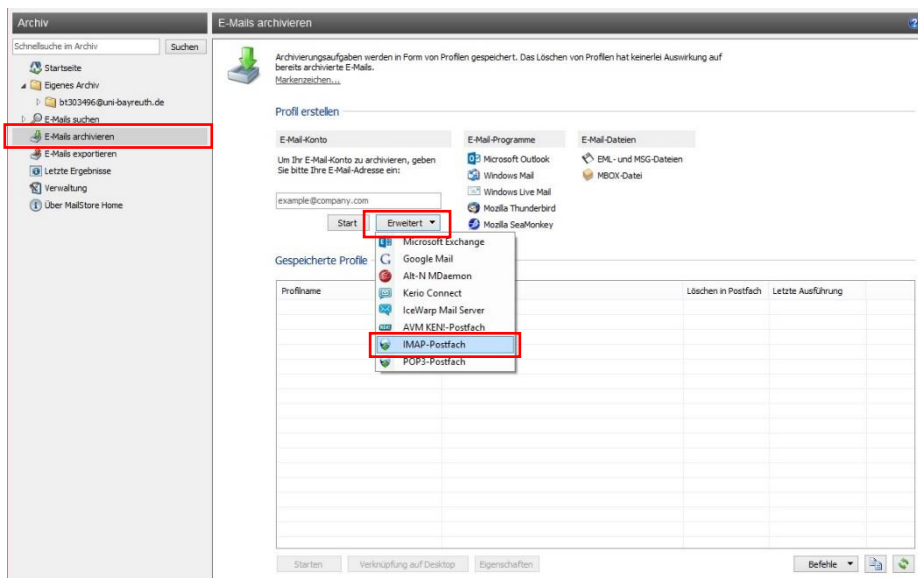 Archiv
Schnellsuche im Archiv
Suchen
Startseite
Eigenes Archiv
bt303496@uni-bayreuth.de
E-Mails suchen
E-Mails archivieren
E-Mails exportieren
Letzte Ergebnisse
Verwaltung
Über MailStore Home
E-Mails archivieren
Archivierungsaufgaben werden in Form von Profilen gespeichert. Das Löschen von Profilen hat keinerlei Auswirkung auf
bereits archivierte E-Mails.
Markenzeichen...
Profil erstellen
E-Mail-Konto
Um Ihr E-Mail-Konto zu archivieren, geben
Sie bitte Ihre E-Mail-Adresse ein:
example@company.com
Start
Erweitert
E-Mail-Programme
Microsoft Outlook
Windows Mail
Windows Live Mail
Mozilla Thunderbird
Mozilla SeaMonkey
E-Mail-Dateien
EML- und MSG-Dateien
MBOX-Datei
Microsoft Exchange
Google Mail
Alt-N MDaemon
Kerio Connect
IceWarp Mail Server
AVM KEN!-Postfach
IMAP-Postfach
POP3-Postfach
Gespeicherte Profile
Profilname
Löschen in Postfach
Letzte Ausführung
Starten
Verknüpfung auf Desktop
Eigenschaften
Befehle